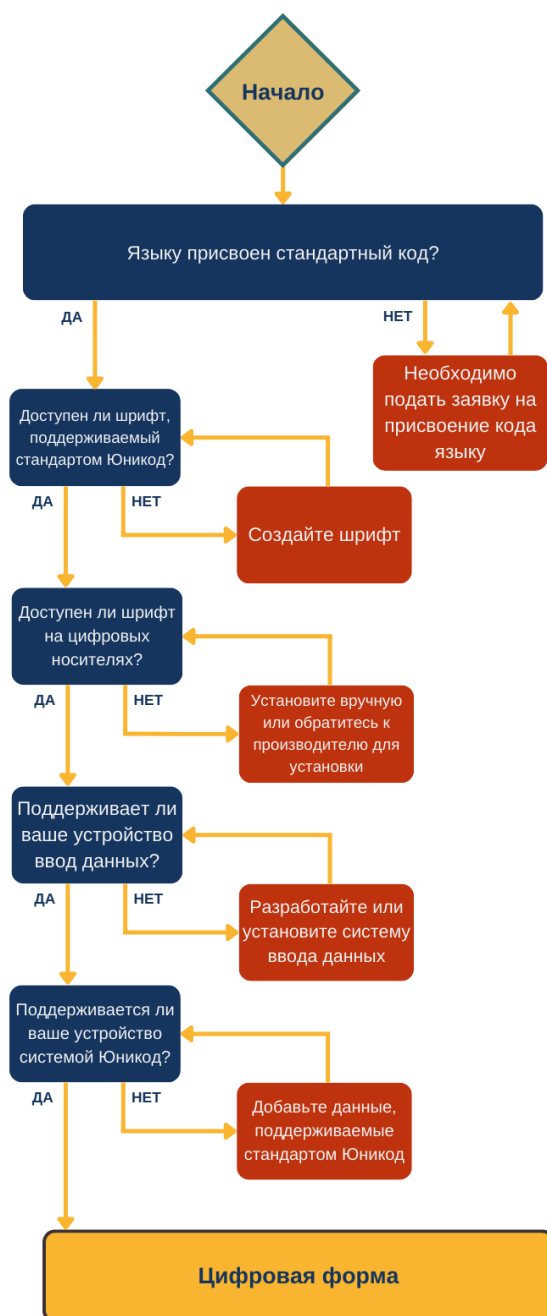 Начало
Языку присвоен стандартный код?
ДА
НЕТ
Необходимо
подать заявку на
присвоение кода
языку
Доступен ли шрифт,
поддерживаемый
стандартом Юникод?
ДА
НЕТ
Создайте шрифт
Доступен ли шрифт
на цифровых
носителях?
ДА
НЕТ
Установите вручную
или обратитесь к
производителю для
установки
Поддерживает ли
ваше устройство
ввод данных?
ДА
НЕТ
Разработайте или
установите систему
ввода данных
Поддерживается ли
ваше устройство
системой Юникод?
ДА
НЕТ
Добавьте данные,
поддерживаемые
стандартом Юникод
Цифровая форма